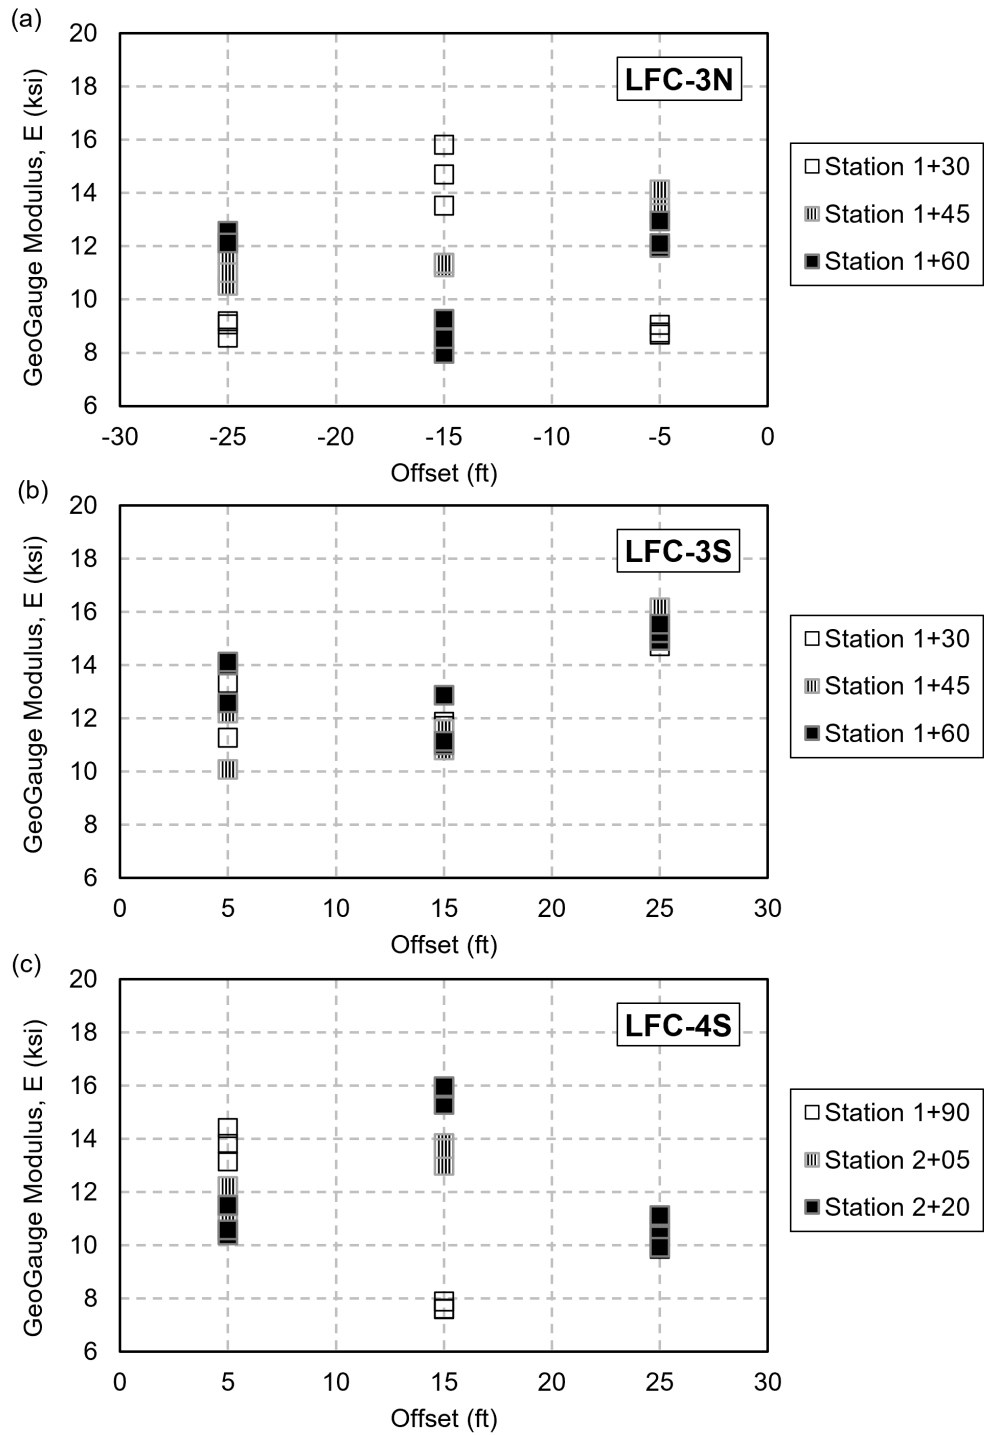 (a)
GeoGauge Modulus, E (ksi)
20
18
16
14
12
10
8
6
LFC-3N
-30 -25 -20 -15 -10 -5 0
Offset (ft)
Station 1+30
Station 1+45
Station 1+60
(b)
GeoGauge Modulus, E (ksi)
20
18
16
14
12
10
8
6
LFC-3S
0 5 10 15 20 25 30
Offset (ft)
Station 1+30
Station 1+45
Station 1+60
(c)
GeoGauge Modulus, E (ksi)
20
18
16
14
12
10
8
6
LFC-4S
0 5 10 15 20 25 30
Offset (ft)
Station 1+90
Station 2+05
Station 2+20